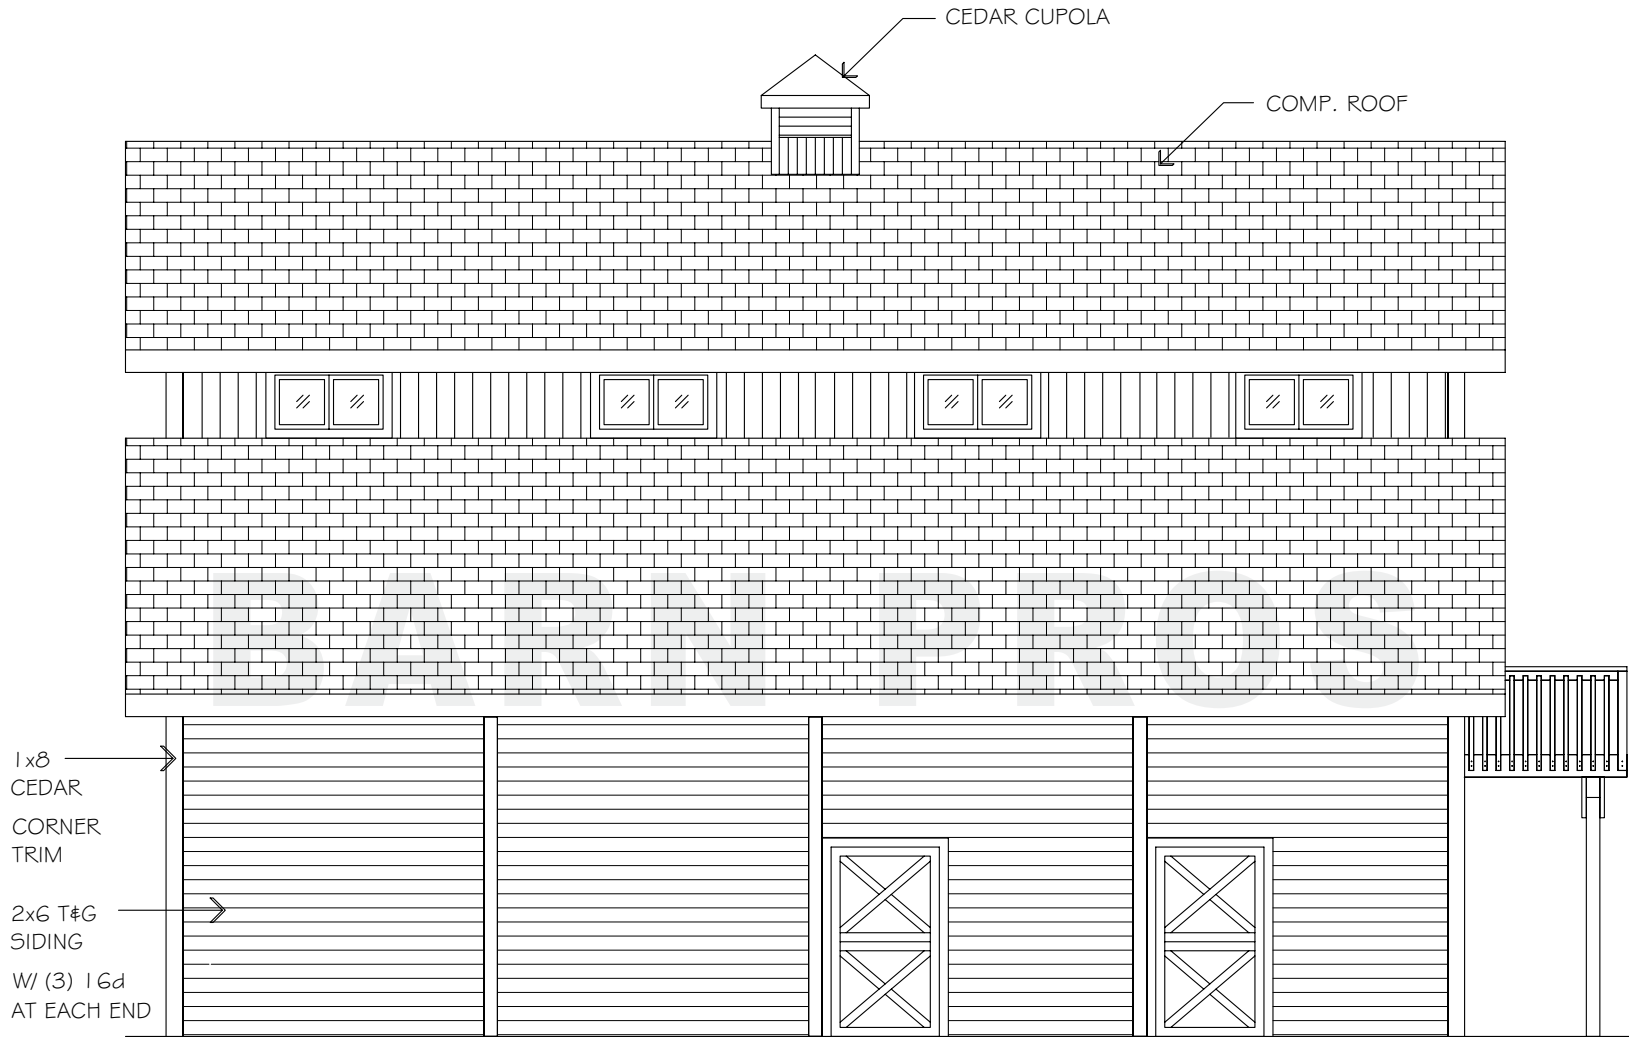 CEDAR CUPOLA
COMP. ROOF
BARN PROS
1x8
CEDAR
CORNER
TRIM
2x6 T&G
SIDING
W/ (3) 16d
AT EACH END